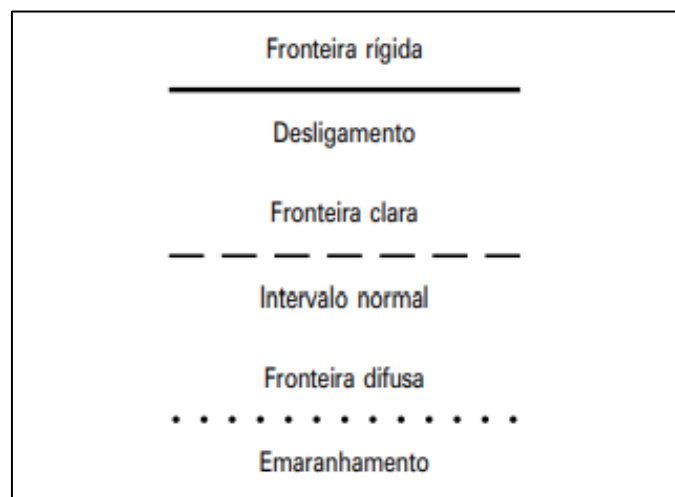 Fronteira rígida
Desligamento
Fronteira clara
Intervalo normal
Fronteira difusa
Emaranhamento